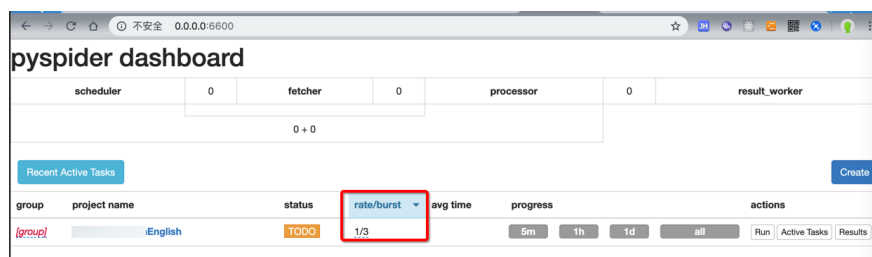 不安全 0.0.0.0:6600
JH
pyspider dashboard
scheduler 0 fetcher 0 processor 0 result_worker
0 + 0
Recent Active Tasks Create
group project name status rate/burst avg time progress actions
[group] English TODO 1/3 5m 1h 1d all Run Active Tasks Results